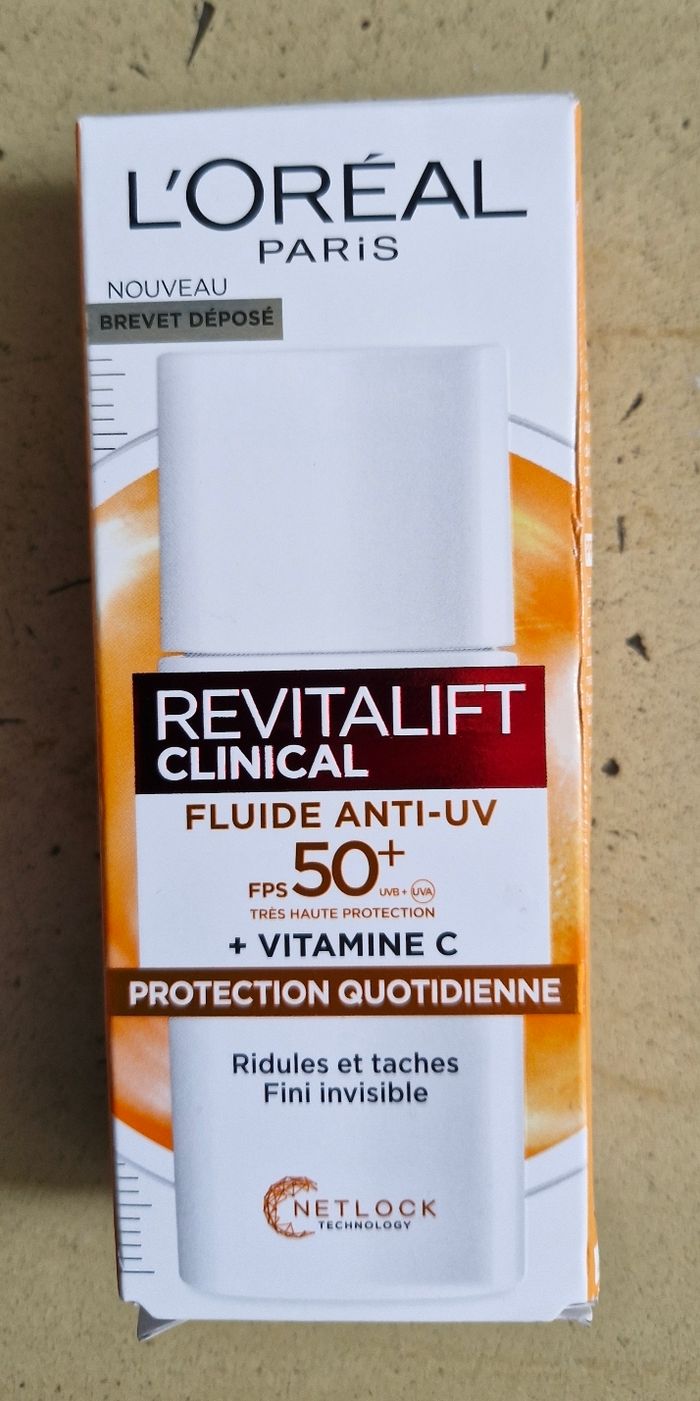 L'ORÉAL
PARiS
NOUVEAU
BREVET DÉPOSÉ
REVITALIFT
CLINICAL
FLUIDE ANTI-UV
FPS 50+ UVB + UVA
TRÈS HAUTE PROTECTION
+ VITAMINE C
PROTECTION QUOTIDIENNE
Ridules et taches
Fini invisible
NETLOCK
TECHNOLOGY